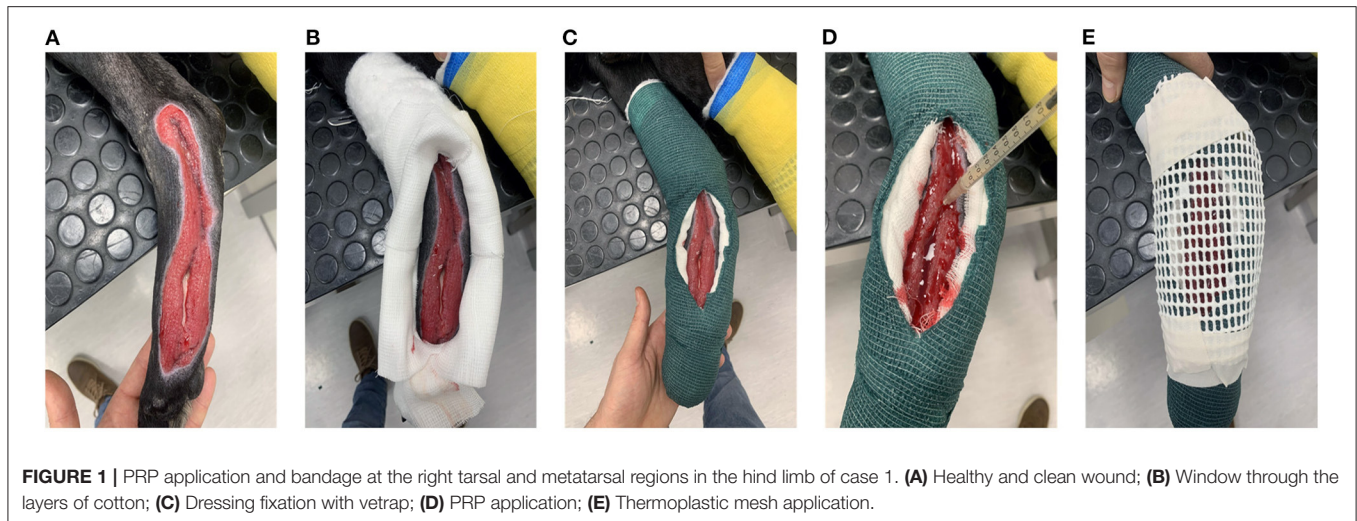 A
B
C
D
E
FIGURE 1 | PRP application and bandage at the right tarsal and metatarsal regions in the hind limb of case 1. (A) Healthy and clean wound; (B) Window through the
layers of cotton; (C) Dressing fixation with vetrap; (D) PRP application; (E) Thermoplastic mesh application.